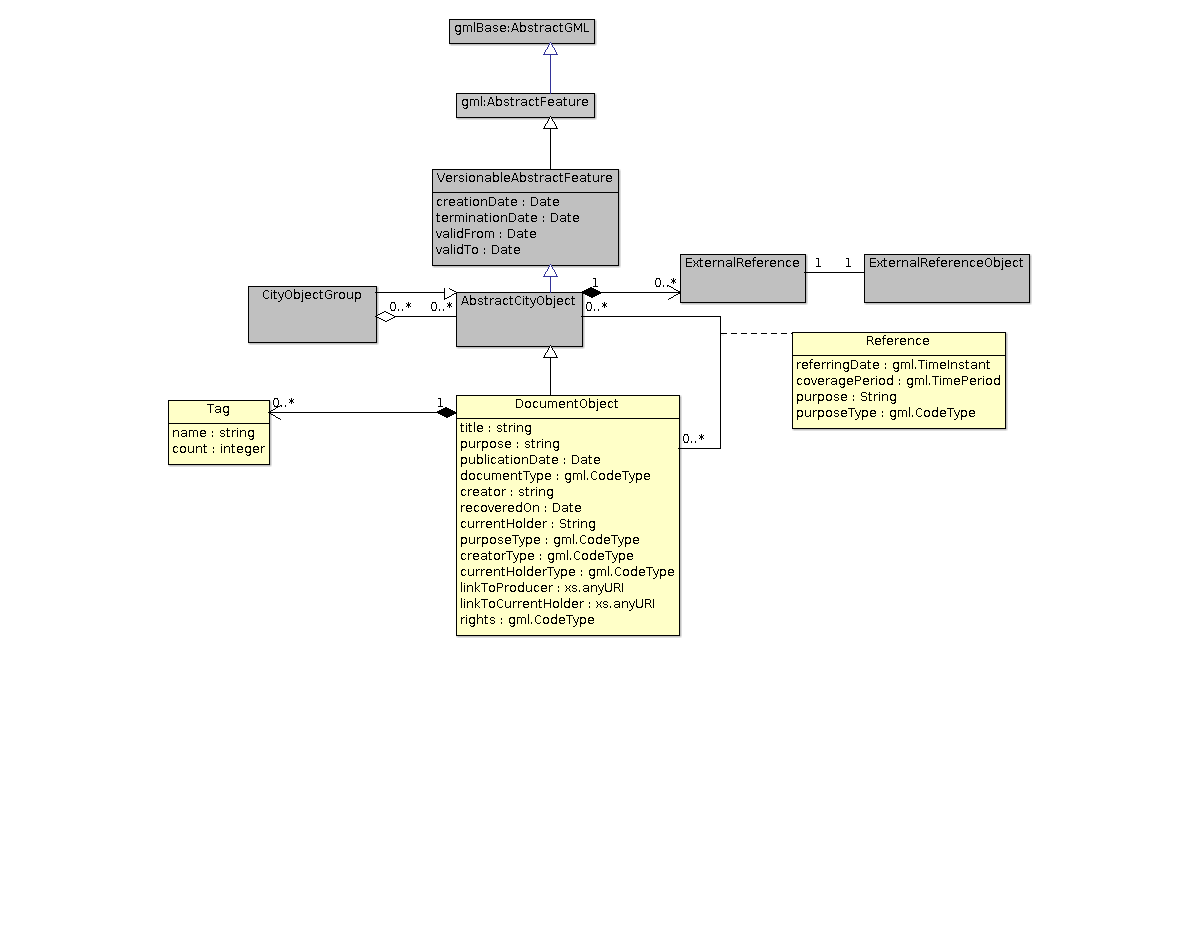 gmlBase:AbstractGML
gml:AbstractFeature
VersionableAbstractFeature
creationDate : Date
terminationDate : Date
validFrom : Date
validTo : Date
ExternalReference
1
1
ExternalReferenceObject
CityObjectGroup
0..*
0..*
AbstractCityObject
1
0..*
0..*
Reference
referringDate : gml.TimeInstant
coveragePeriod : gml.TimePeriod
purpose : String
purposeType : gml.CodeType
Tag
name : string
count : integer
0..*
1
DocumentObject
title : string
purpose : string
publicationDate : Date
documentType : gml.CodeType
creator : string
recoveredOn : Date
currentHolder : String
purposeType : gml.CodeType
creatorType : gml.CodeType
currentHolderType : gml.CodeType
linkToProducer : xs.anyURI
linkToCurrentHolder : xs.anyURI
rights : gml.CodeType
0..*